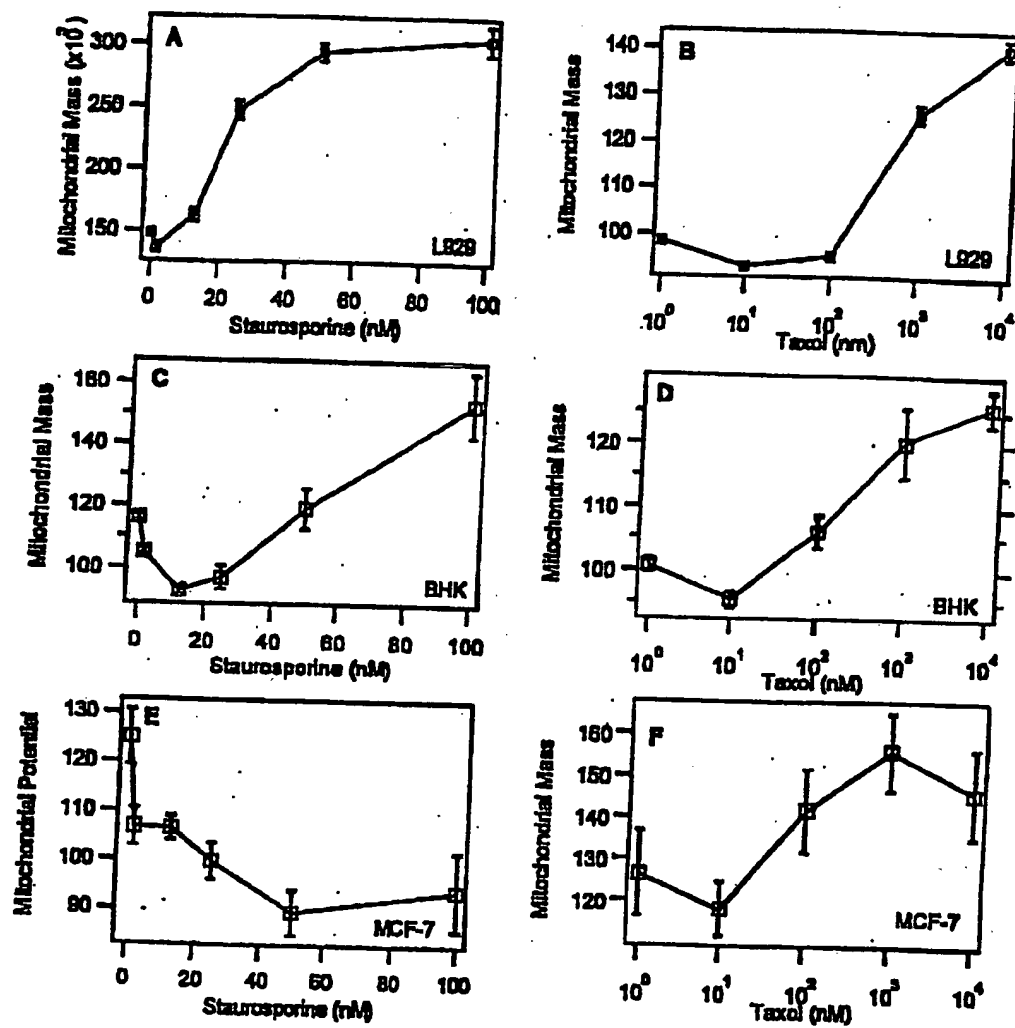 A
Mitochondrial Mass (x10³)
300
250
200
150
L929
0 20 40 60 80 100
Staurosporine (nM)
B
Mitochondrial Mass
140
130
120
110
100
L929
10⁰ 10¹ 10² 10³ 10⁴
Taxol (nm)
C
Mitochondrial Mass
160
140
120
100
BHK
0 20 40 60 80 100
Staurosporine (nM)
D
Mitochondrial Mass
120
110
100
BHK
10⁰ 10¹ 10² 10³ 10⁴
Taxol (nM)
E
Mitochondrial Potential
130
120
110
100
90
MCF-7
0 20 40 60 80 100
Staurosporine (nM)
F
Mitochondrial Mass
160
150
140
130
120
MCF-7
10⁰ 10¹ 10² 10³ 10⁴
Taxol (nM)